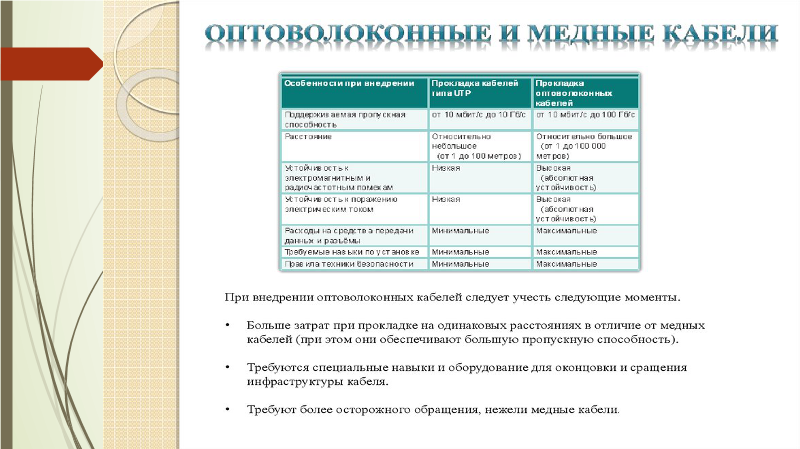 ОПТОВОЛОКОННЫЕ И МЕДНЫЕ КАБЕЛИ
Особенности при внедрении
Прокладка кабелей
типа UTP
Прокладка
оптоволоконных
кабелей
Поддерживаемая пропускная
способность
от 10 мбит/с до 10 Гб/с
от 10 мбит/с до 100 Гб/с
Расстояние
Относительно
небольшое
(от 1 до 100 метров)
Относительно большое
(от 1 до 100 000
метров)
Устойчивость к
электромагнитным и
радиочастотным помехам
Низкая
Высокая
(абсолютная
устойчивость)
Устойчивость к поражению
электрическим током
Низкая
Высокая
(абсолютная
устойчивость)
Расходы на средства передачи
данных и разъёмы
Минимальные
Максимальные
Требуемые навыки по установке
Минимальные
Максимальные
Правила техники безопасности
Минимальные
Максимальные
При внедрении оптоволоконных кабелей следует учесть следующие моменты.
• Больше затрат при прокладке на одинаковых расстояниях в отличие от медных
кабелей (при этом они обеспечивают большую пропускную способность).
• Требуются специальные навыки и оборудование для оконцовки и сращения
инфраструктуры кабеля.
• Требуют более осторожного обращения, нежели медные кабели.